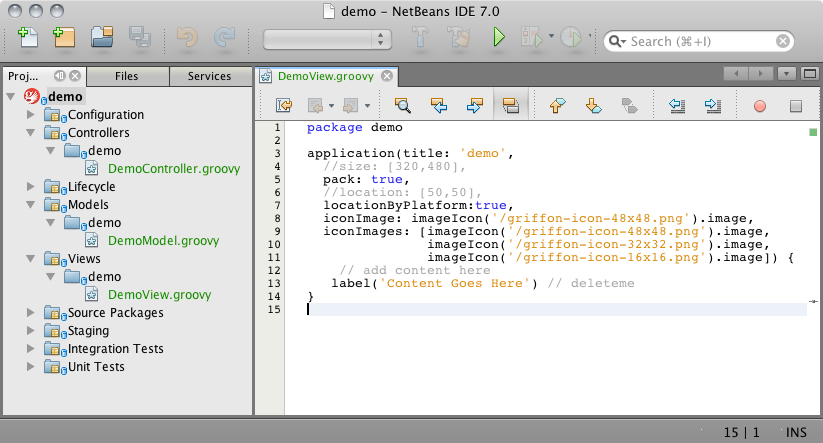 demo – NetBeans IDE 7.0
Search (⌘+I)
Proj...
Files
Services
DemoView.groovy
demo
Configuration
Controllers
demo
DemoController.groovy
Lifecycle
Models
demo
DemoModel.groovy
Views
demo
DemoView.groovy
Source Packages
Staging
Integration Tests
Unit Tests
1 package demo
2
3 application(title: 'demo',
4   //size: [320,480],
5   pack: true,
6   //location: [50,50],
7   locationByPlatform:true,
8   iconImage: imageIcon('/griffon-icon-48x48.png').image,
9   iconImages: [imageIcon('/griffon-icon-48x48.png').image,
10                imageIcon('/griffon-icon-32x32.png').image,
11                imageIcon('/griffon-icon-16x16.png').image]) {
12     // add content here
13    label('Content Goes Here') // deleteme
14 }
15
15 | 1 INS